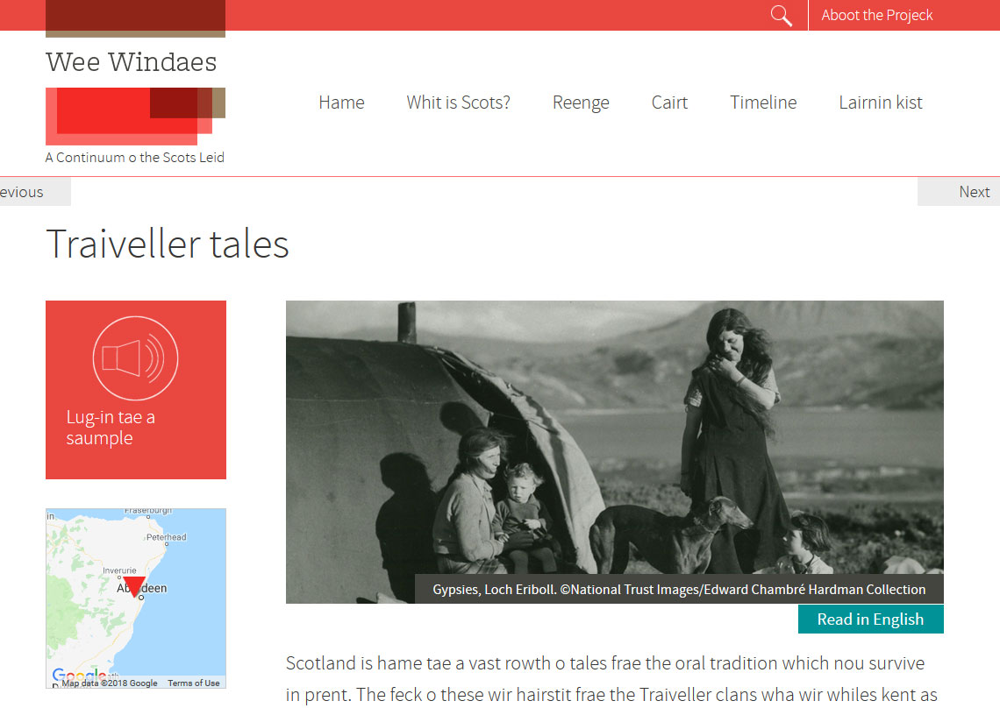 Aboot the Projeck
Wee Windaes
A Continuum o the Scots Leid
Hame Whit is Scots? Reenge Cairt Timeline Lairnin kist
evious Next
Traiveller tales
Lug-in tae a
saumple
Fraserburgh
in
Peterhead
Inverurie
Aberdeen
Google
Map data ©2018 Google Terms of Use
Gypsies, Loch Eriboll. ©National Trust Images/Edward Chambré Hardman Collection
Read in English
Scotland is hame tae a vast rowth o tales frae the oral tradition which nou survive
in prent. The feck o these wir hairstit frae the Traiveller clans wha wir whiles kent as